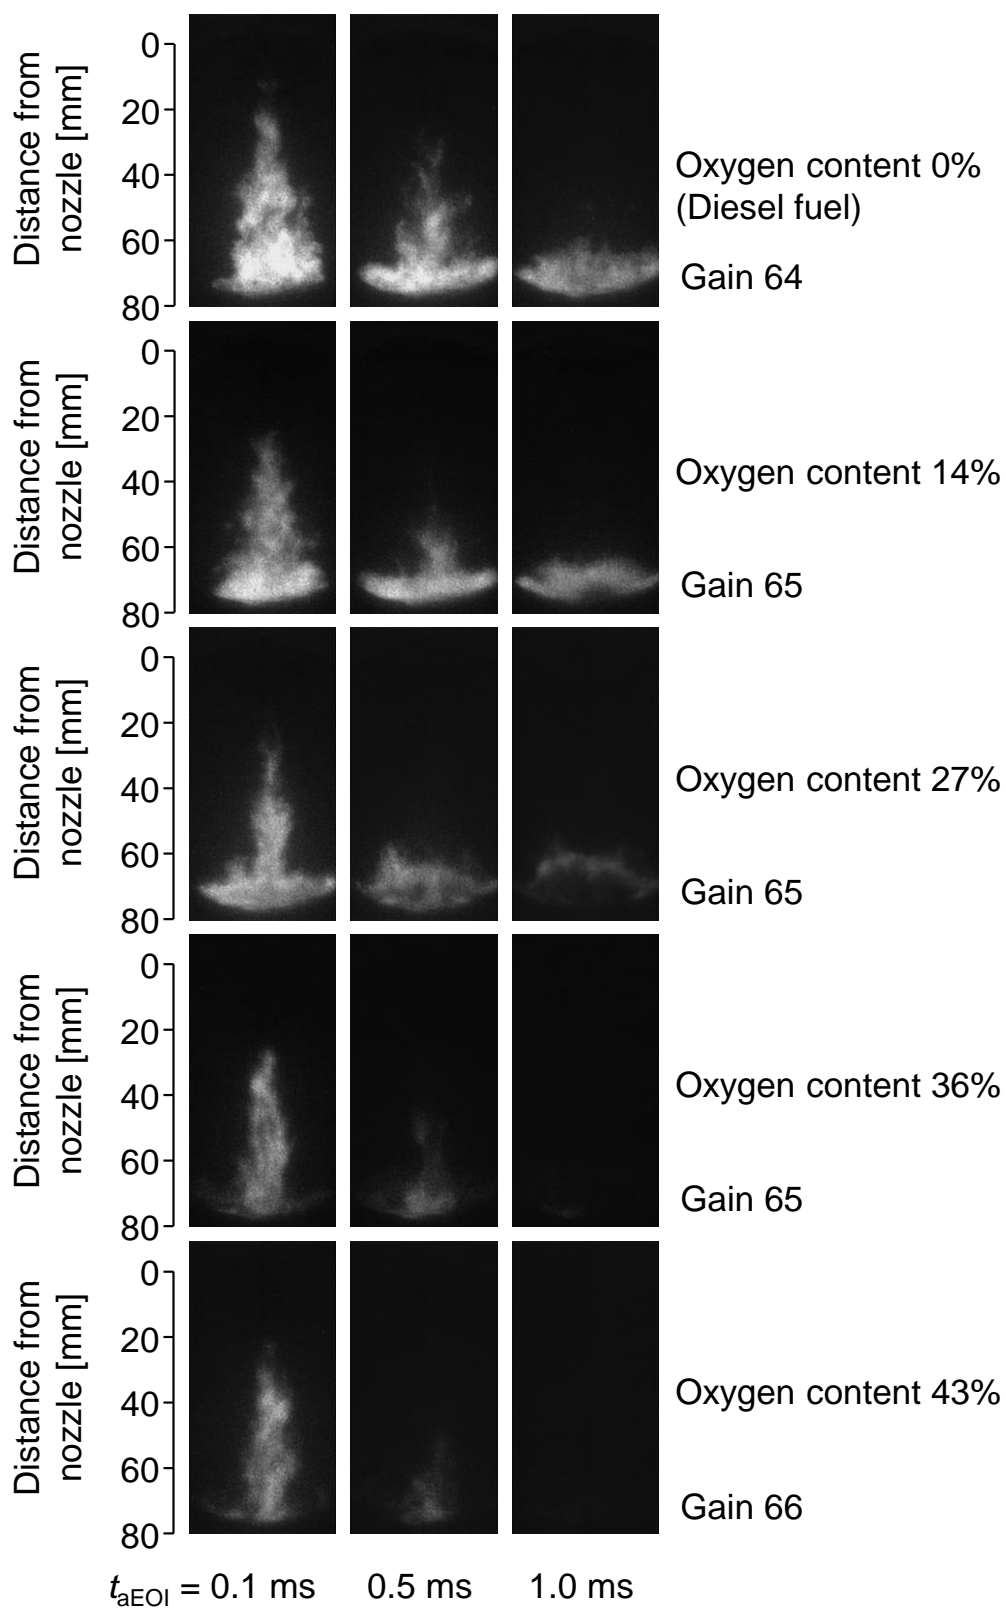 Distance from
nozzle [mm]
0
20
40
60
80
Oxygen content 0%
(Diesel fuel)
Gain 64
Distance from
nozzle [mm]
0
20
40
60
80
Oxygen content 14%
Gain 65
Distance from
nozzle [mm]
0
20
40
60
80
Oxygen content 27%
Gain 65
Distance from
nozzle [mm]
0
20
40
60
80
Oxygen content 36%
Gain 65
Distance from
nozzle [mm]
0
20
40
60
80
Oxygen content 43%
Gain 66
taEOI = 0.1 ms 0.5 ms 1.0 ms